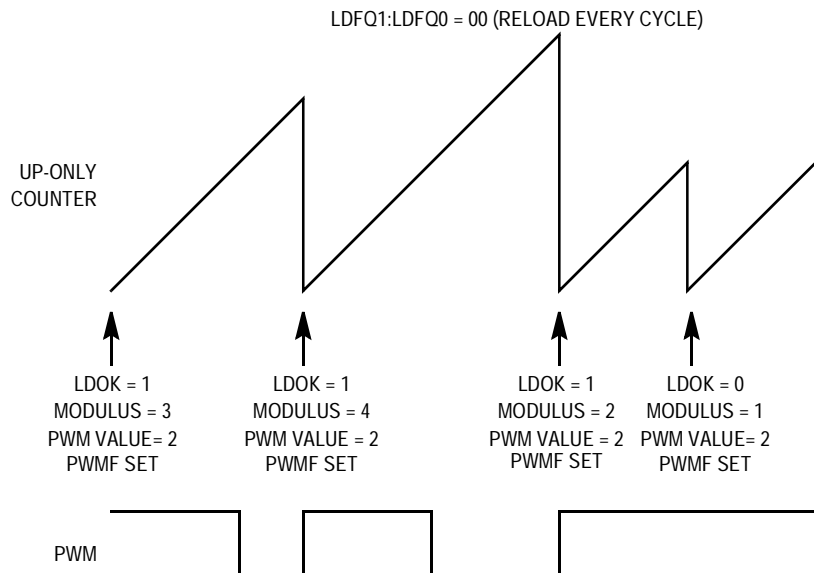 LDFQ1:LDFQ0 = 00 (RELOAD EVERY CYCLE)
UP-ONLY
COUNTER
LDOK = 1
MODULUS = 3
PWM VALUE= 2
PWMF SET
LDOK = 1
MODULUS = 4
PWM VALUE = 2
PWMF SET
LDOK = 1
MODULUS = 2
PWM VALUE = 2
PWMF SET
LDOK = 0
MODULUS = 1
PWM VALUE= 2
PWMF SET
PWM